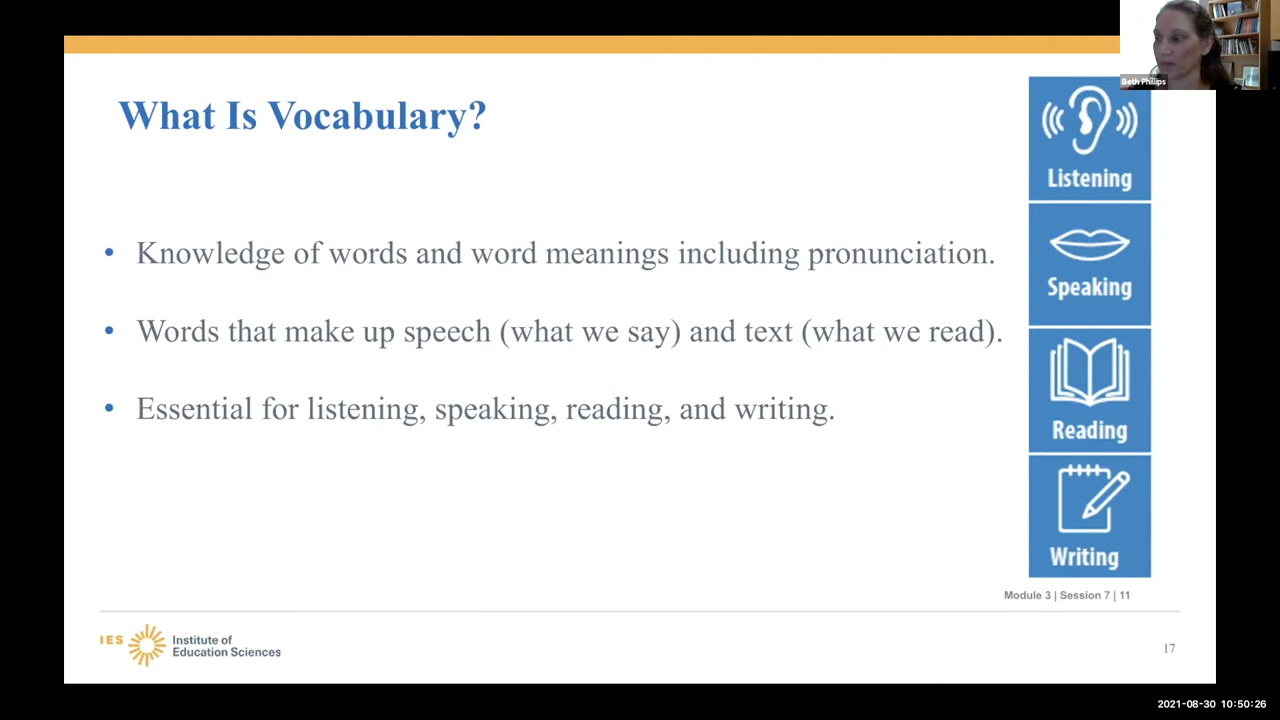 Beth Phillips
What Is Vocabulary?
• Knowledge of words and word meanings including pronunciation.
• Words that make up speech (what we say) and text (what we read).
• Essential for listening, speaking, reading, and writing.
Listening
Speaking
Reading
Writing
Module 3 | Session 7 | 11
IES Institute of
Education Sciences
17
2021-08-30 10:50:26